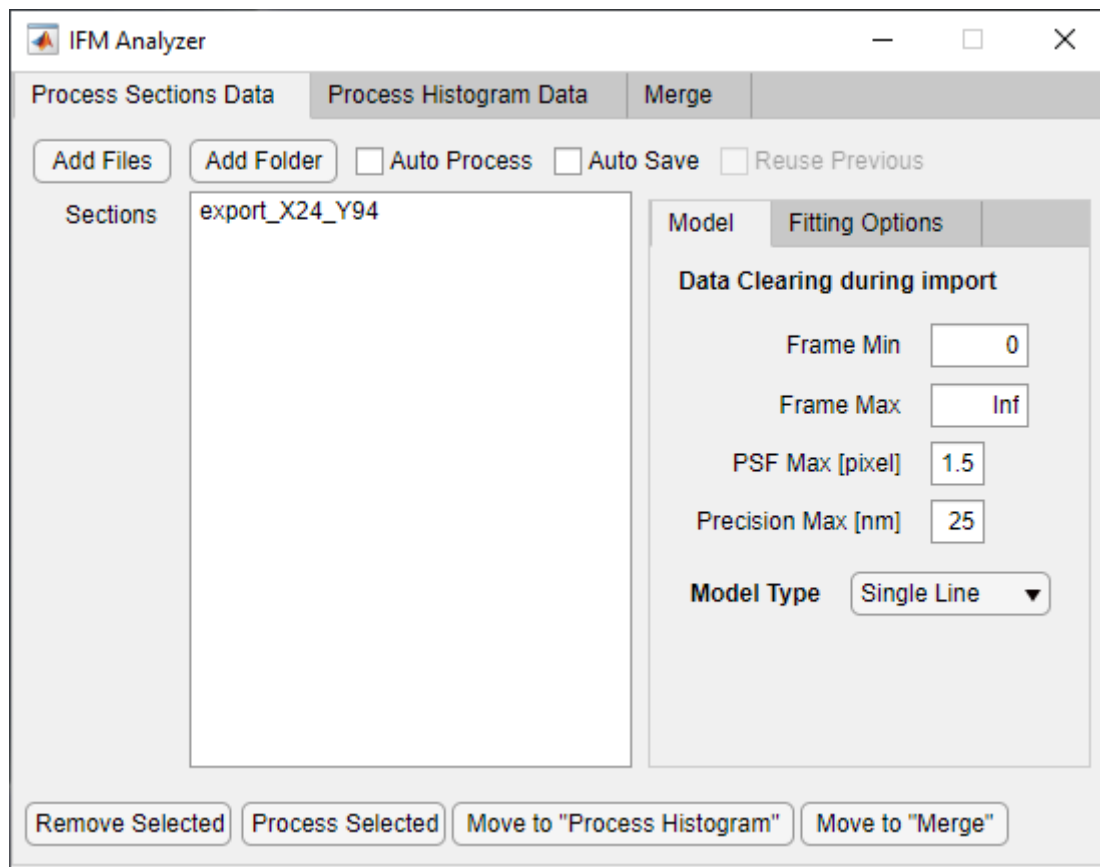 IFM Analyzer
Process Sections Data Process Histogram Data Merge
Add Files Add Folder Auto Process Auto Save Reuse Previous
Sections
export_X24_Y94
Model Fitting Options
Data Clearing during import
Frame Min 0
Frame Max Inf
PSF Max [pixel] 1.5
Precision Max [nm] 25
Model Type Single Line
Remove Selected Process Selected Move to "Process Histogram" Move to "Merge"